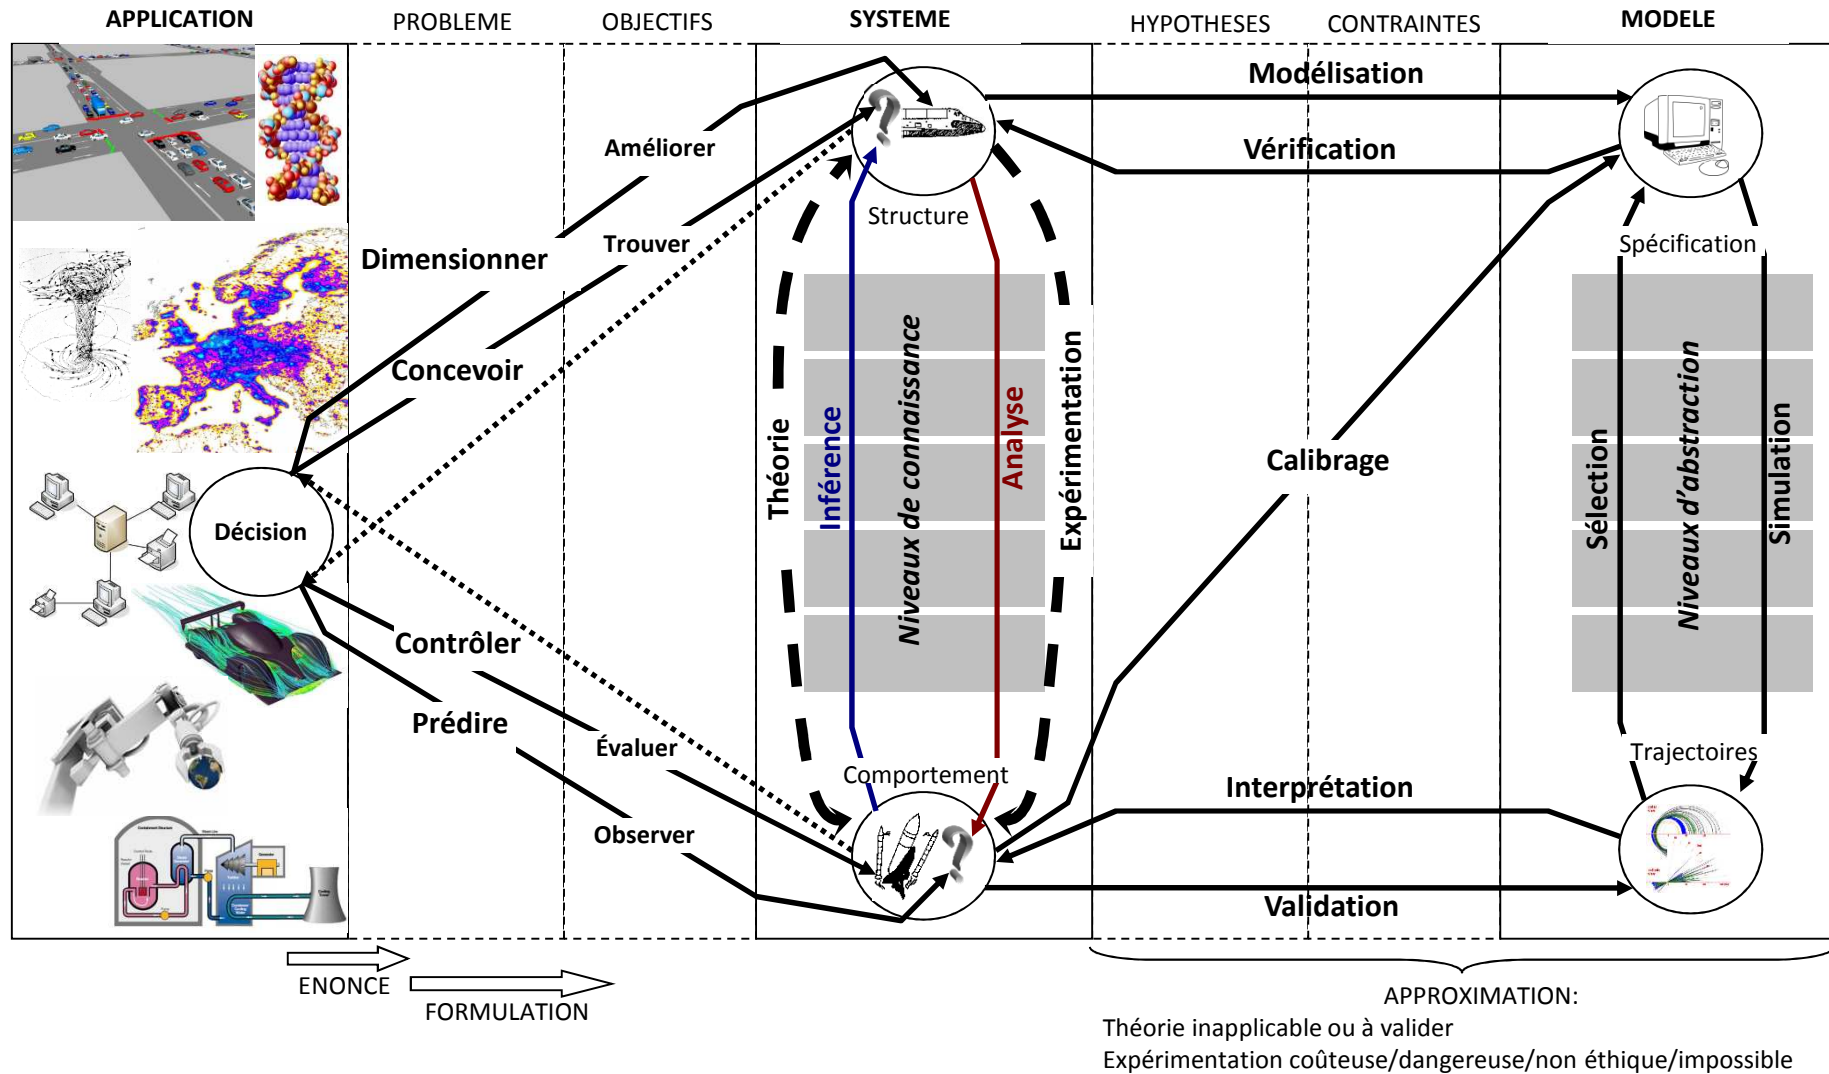 APPLICATION
PROBLEME
OBJECTIFS
SYSTEME
HYPOTHESES
CONTRAINTES
MODELE
Modélisation
Améliorer
Vérification
Structure
Trouver
Dimensionner
Spécification
Concevoir
Théorie
Inférence
Niveaux de connaissance
Analyse
Expérimentation
Calibrage
Sélection
Niveaux d'abstraction
Simulation
Décision
Contrôler
Prédire
Évaluer
Comportement
Trajectoires
Interprétation
Observer
Validation
ENONCE
FORMULATION
APPROXIMATION:
Théorie inapplicable ou à valider
Expérimentation coûteuse/dangereuse/non éthique/impossible